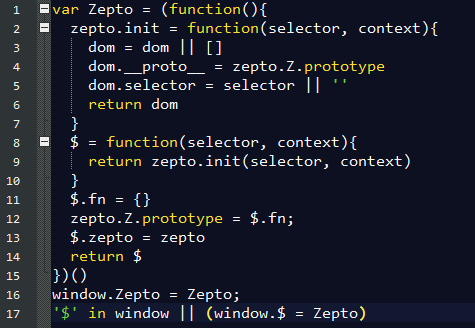 1 var Zepto = (function(){
2 zepto.init = function(selector, context){
3 dom = dom || []
4 dom.__proto__ = zepto.Z.prototype
5 dom.selector = selector || ''
6 return dom
7 }
8 $ = function(selector, context){
9 return zepto.init(selector, context)
10 }
11 $.fn = {}
12 zepto.Z.prototype = $.fn;
13 $.zepto = zepto
14 return $
15 })()
16 window.Zepto = Zepto;
17 '$' in window || (window.$ = Zepto)